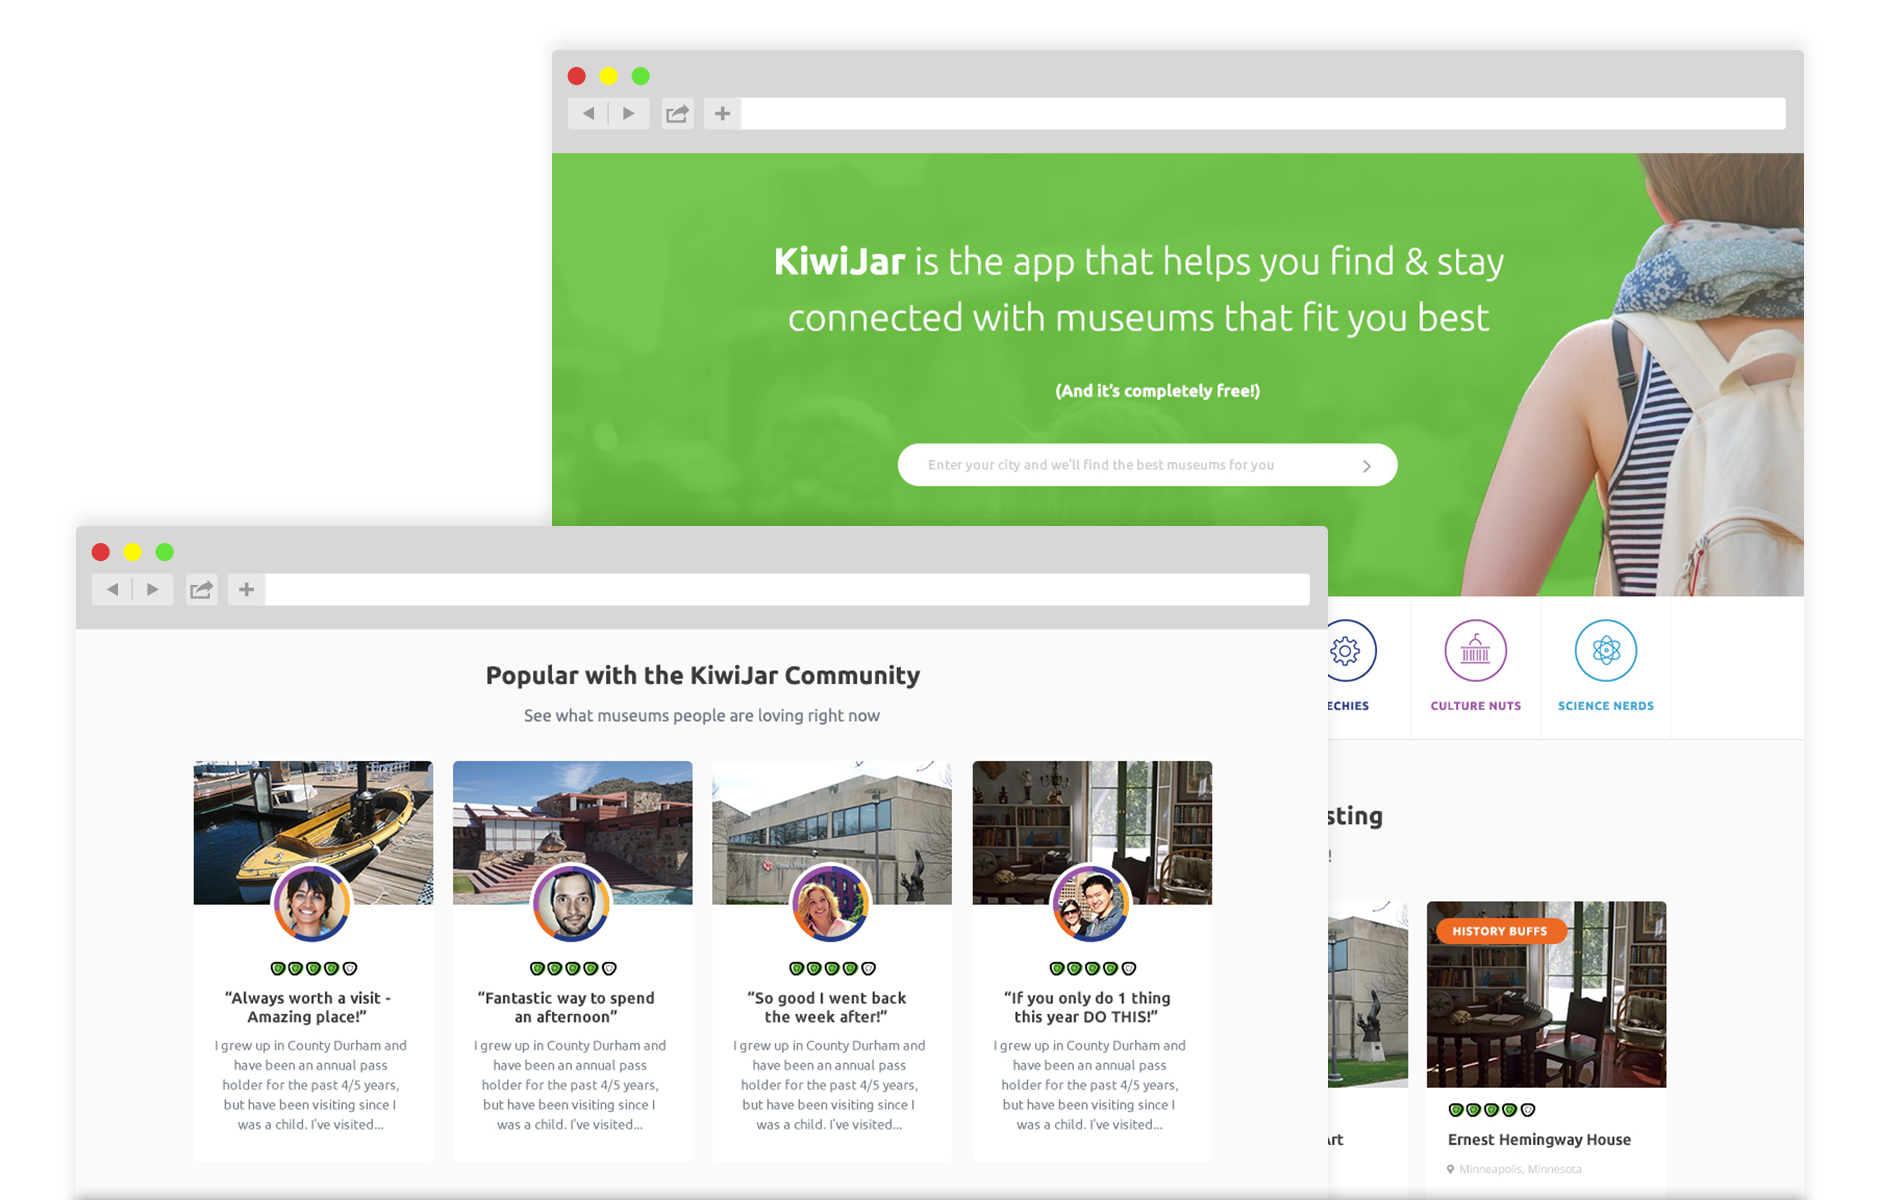 KiwiJar is the app that helps you find & stay
connected with museums that fit you best
(And it's completely free!)
Enter your city and we'll find the best museums for you
ECHIES
CULTURE NUTS
SCIENCE NERDS
sting
!
HISTORY BUFFS
Art
Ernest Hemingway House
Minneapolis, Minnesota
Popular with the KiwiJar Community
See what museums people are loving right now
“Always worth a visit -
Amazing place!”
I grew up in County Durham and
have been an annual pass
holder for the past 4/5 years,
but have been visiting since I
was a child. I've visited...
“Fantastic way to spend
an afternoon”
I grew up in County Durham and
have been an annual pass
holder for the past 4/5 years,
but have been visiting since I
was a child. I've visited...
“So good I went back
the week after!”
I grew up in County Durham and
have been an annual pass
holder for the past 4/5 years,
but have been visiting since I
was a child. I've visited...
“If you only do 1 thing
this year DO THIS!”
I grew up in County Durham and
have been an annual pass
holder for the past 4/5 years,
but have been visiting since I
was a child. I've visited...